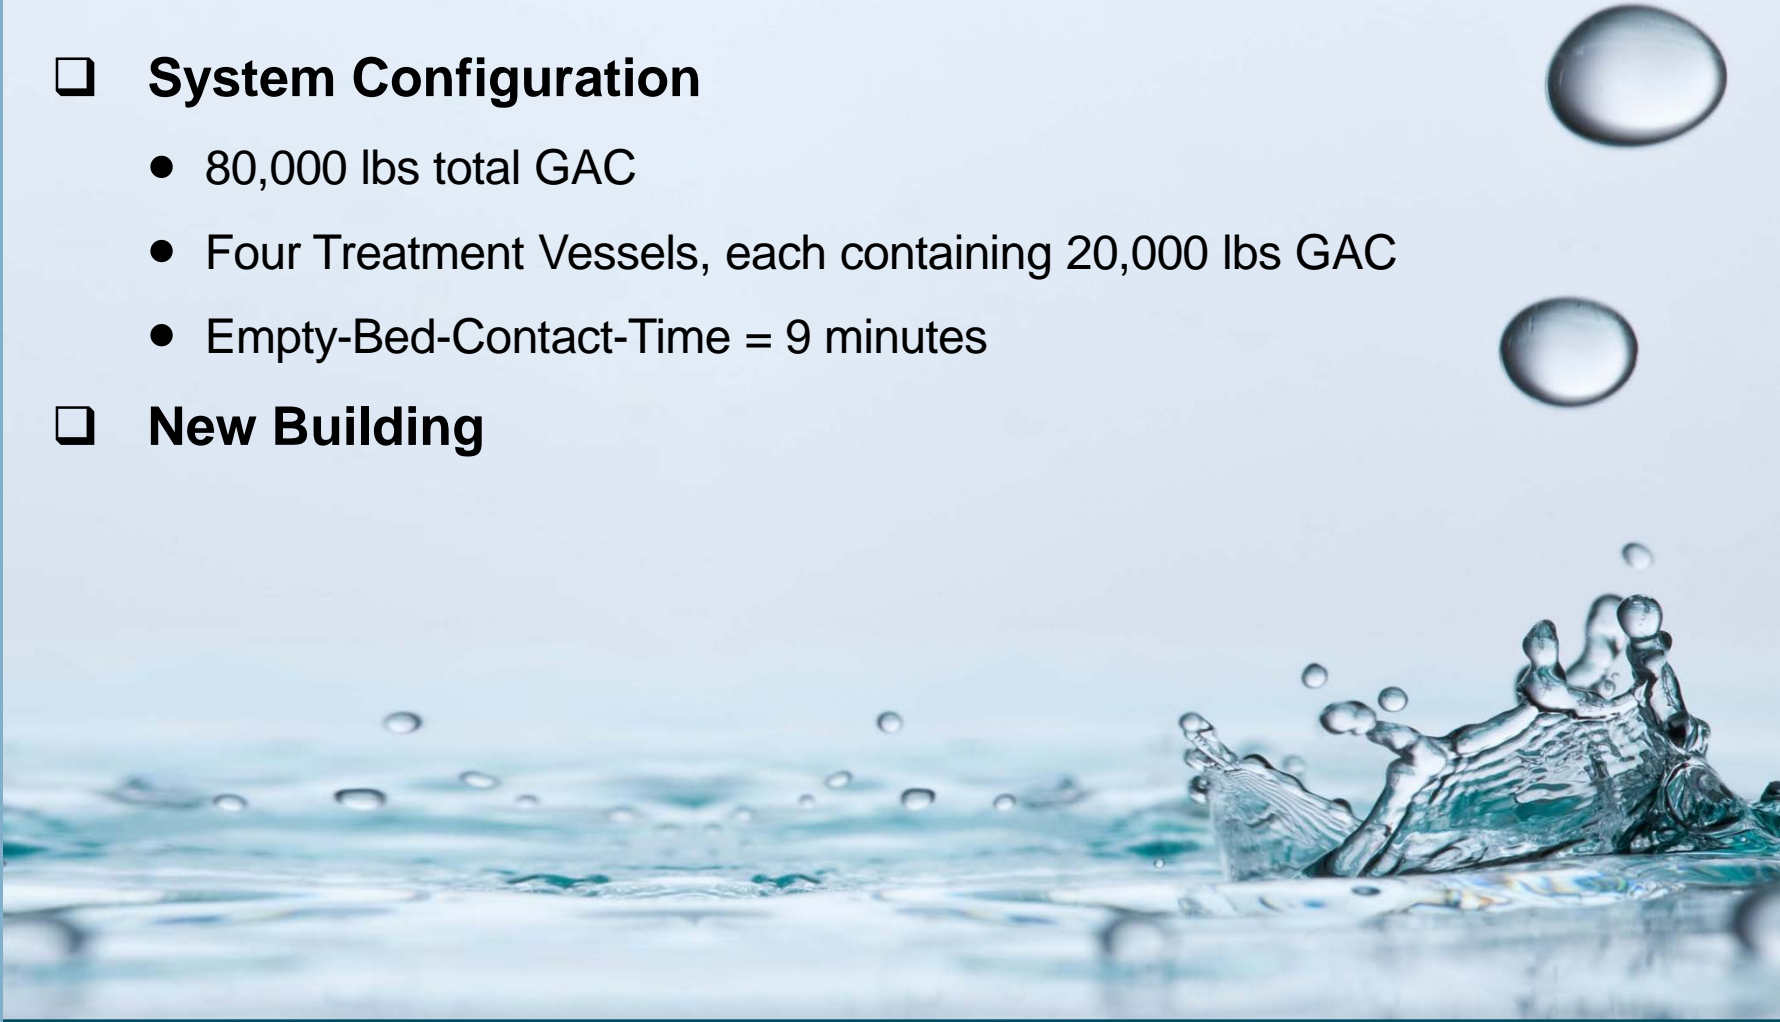 ❑ System Configuration
● 80,000 lbs total GAC
● Four Treatment Vessels, each containing 20,000 lbs GAC
● Empty-Bed-Contact-Time = 9 minutes
❑ New Building